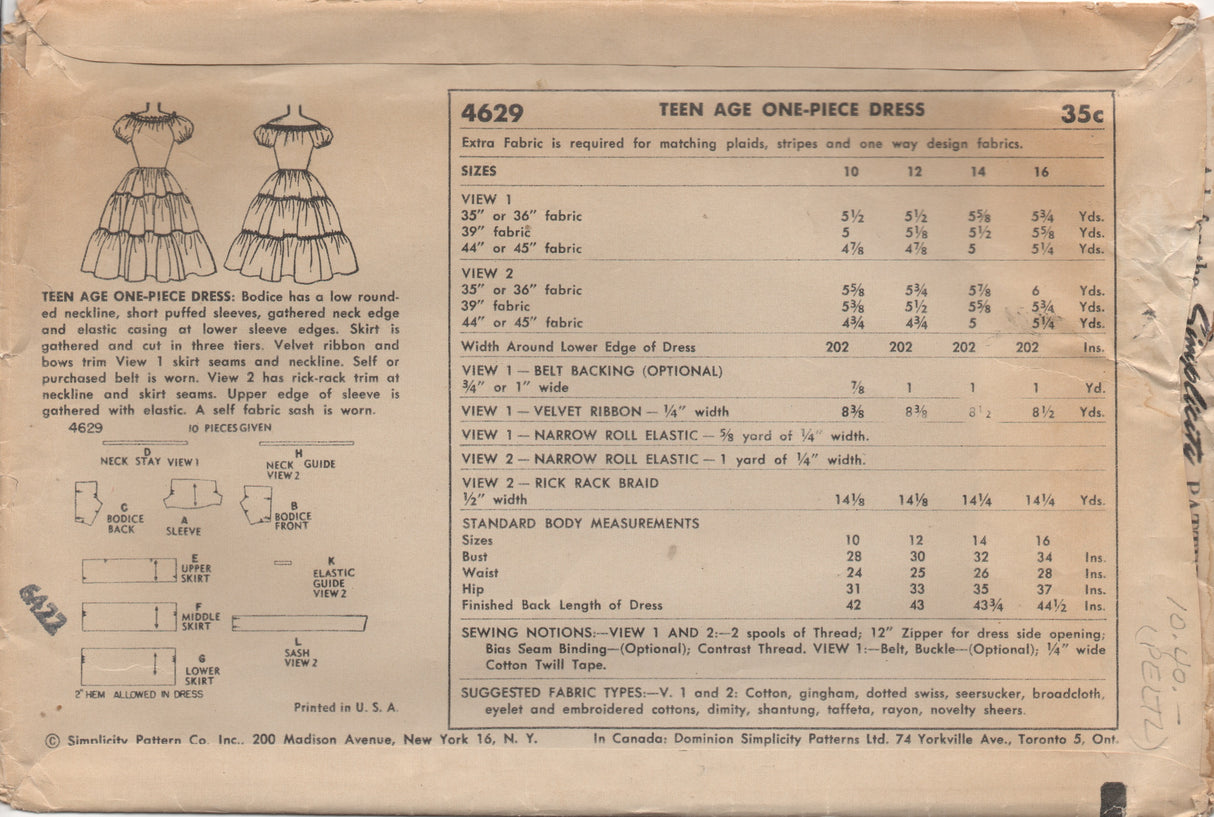 TEEN AGE ONE-PIECE DRESS: Bodice has a low round-
ed neckline, short puffed sleeves, gathered neck edge
and elastic casing at lower sleeve edges. Skirt is
gathered and cut in three tiers. Velvet ribbon and
bows trim View 1 skirt seams and neckline. Self or
purchased belt is worn. View 2 has rick-rack trim at
neckline and skirt seams. Upper edge of sleeve is
gathered with elastic. A self fabric sash is worn.
4629 10 PIECES GIVEN
D
NECK STAY VIEW 1
H
NECK GUIDE
VIEW 2
C
BODICE
BACK
A
SLEEVE
B
BODICE
FRONT
E
UPPER
SKIRT
K
ELASTIC
GUIDE
VIEW 2
F
MIDDLE
SKIRT
L
SASH
VIEW 2
G
LOWER
SKIRT
2" HEM ALLOWED IN DRESS
Printed in U. S. A.
6422
4629 TEEN AGE ONE-PIECE DRESS 35c
Extra Fabric is required for matching plaids, stripes and one way design fabrics.
SIZES 10 12 14 16
VIEW 1
35" or 36" fabric 5½ 5½ 5⅝ 5¾ Yds.
39" fabric 5 5⅛ 5½ 5⅝ Yds.
44" or 45" fabric 4⅞ 4⅞ 5 5¼ Yds.
VIEW 2
35" or 36" fabric 5⅝ 5¾ 5⅞ 6 Yds.
39" fabric 5⅜ 5½ 5⅝ 5¾ Yds.
44" or 45" fabric 4¾ 4¾ 5 5¼ Yds.
Width Around Lower Edge of Dress 202 202 202 202 Ins.
VIEW 1 — BELT BACKING (OPTIONAL)
¾" or 1" wide ⅞ 1 1 1 Yd.
VIEW 1 — VELVET RIBBON — ¼" width 8⅜ 8⅜ 8½ 8½ Yds.
VIEW 1 — NARROW ROLL ELASTIC — ⅝ yard of ¼" width.
VIEW 2 — NARROW ROLL ELASTIC — 1 yard of ¼" width.
VIEW 2 — RICK RACK BRAID
½" width 14⅛ 14⅛ 14¼ 14¼ Yds.
STANDARD BODY MEASUREMENTS
Sizes 10 12 14 16
Bust 28 30 32 34 Ins.
Waist 24 25 26 28 Ins.
Hip 31 33 35 37 Ins.
Finished Back Length of Dress 42 43 43¾ 44½ Ins.
SEWING NOTIONS:—VIEW 1 AND 2:—2 spools of Thread; 12" Zipper for dress side opening;
Bias Seam Binding—(Optional); Contrast Thread. VIEW 1:—Belt, Buckle—(Optional); ¼" wide
Cotton Twill Tape.
SUGGESTED FABRIC TYPES:—V. 1 and 2: Cotton, gingham, dotted swiss, seersucker, broadcloth,
eyelet and embroidered cottons, dimity, shantung, taffeta, rayon, novelty sheers.
© Simplicity Pattern Co. Inc., 200 Madison Avenue, New York 16, N. Y. In Canada: Dominion Simplicity Patterns Ltd. 74 Yorkville Ave., Toronto 5, Ont.
Simplicity
10.40.-